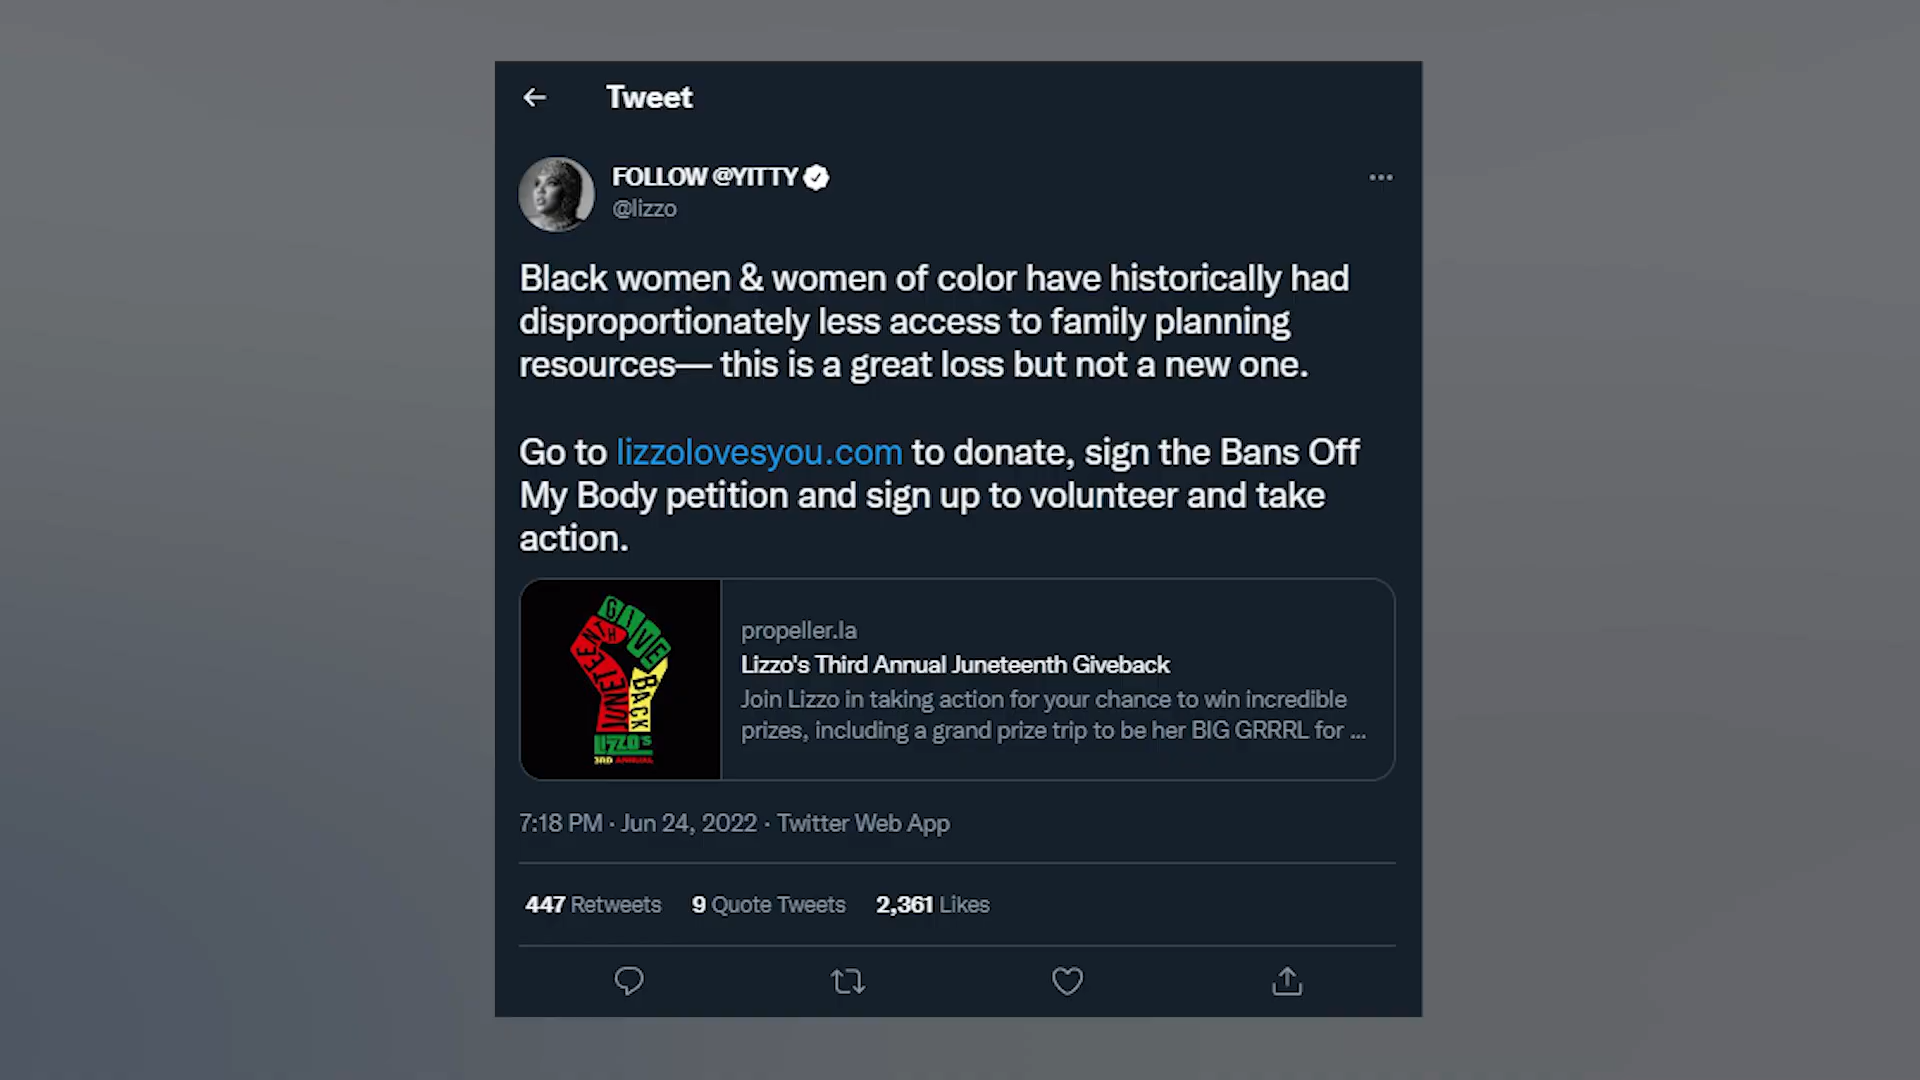 Tweet
FOLLOW @YITTY
@lizzo
Black women & women of color have historically had
disproportionately less access to family planning
resources— this is a great loss but not a new one.
Go to lizzolovesyou.com to donate, sign the Bans Off
My Body petition and sign up to volunteer and take
action.
GIVE
JUNETEENTH
BACK
LIZZO'S
3RD ANNUAL
propeller.la
Lizzo's Third Annual Juneteenth Giveback
Join Lizzo in taking action for your chance to win incredible
prizes, including a grand prize trip to be her BIG GRRRL for ...
7:18 PM · Jun 24, 2022 · Twitter Web App
447 Retweets 9 Quote Tweets 2,361 Likes